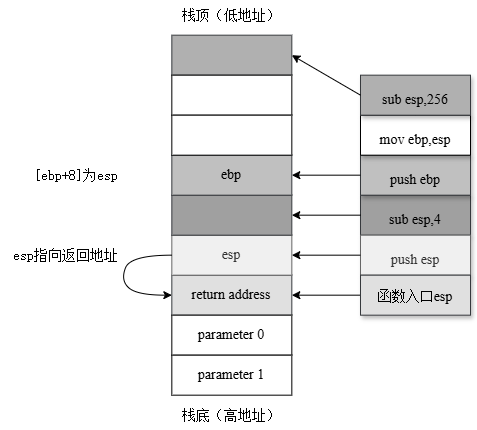 栈顶（低地址）
sub esp,256
mov ebp,esp
[ebp+8]为esp
ebp
push ebp
sub esp,4
esp指向返回地址
esp
push esp
return address
函数入口esp
parameter 0
parameter 1
栈底（高地址）